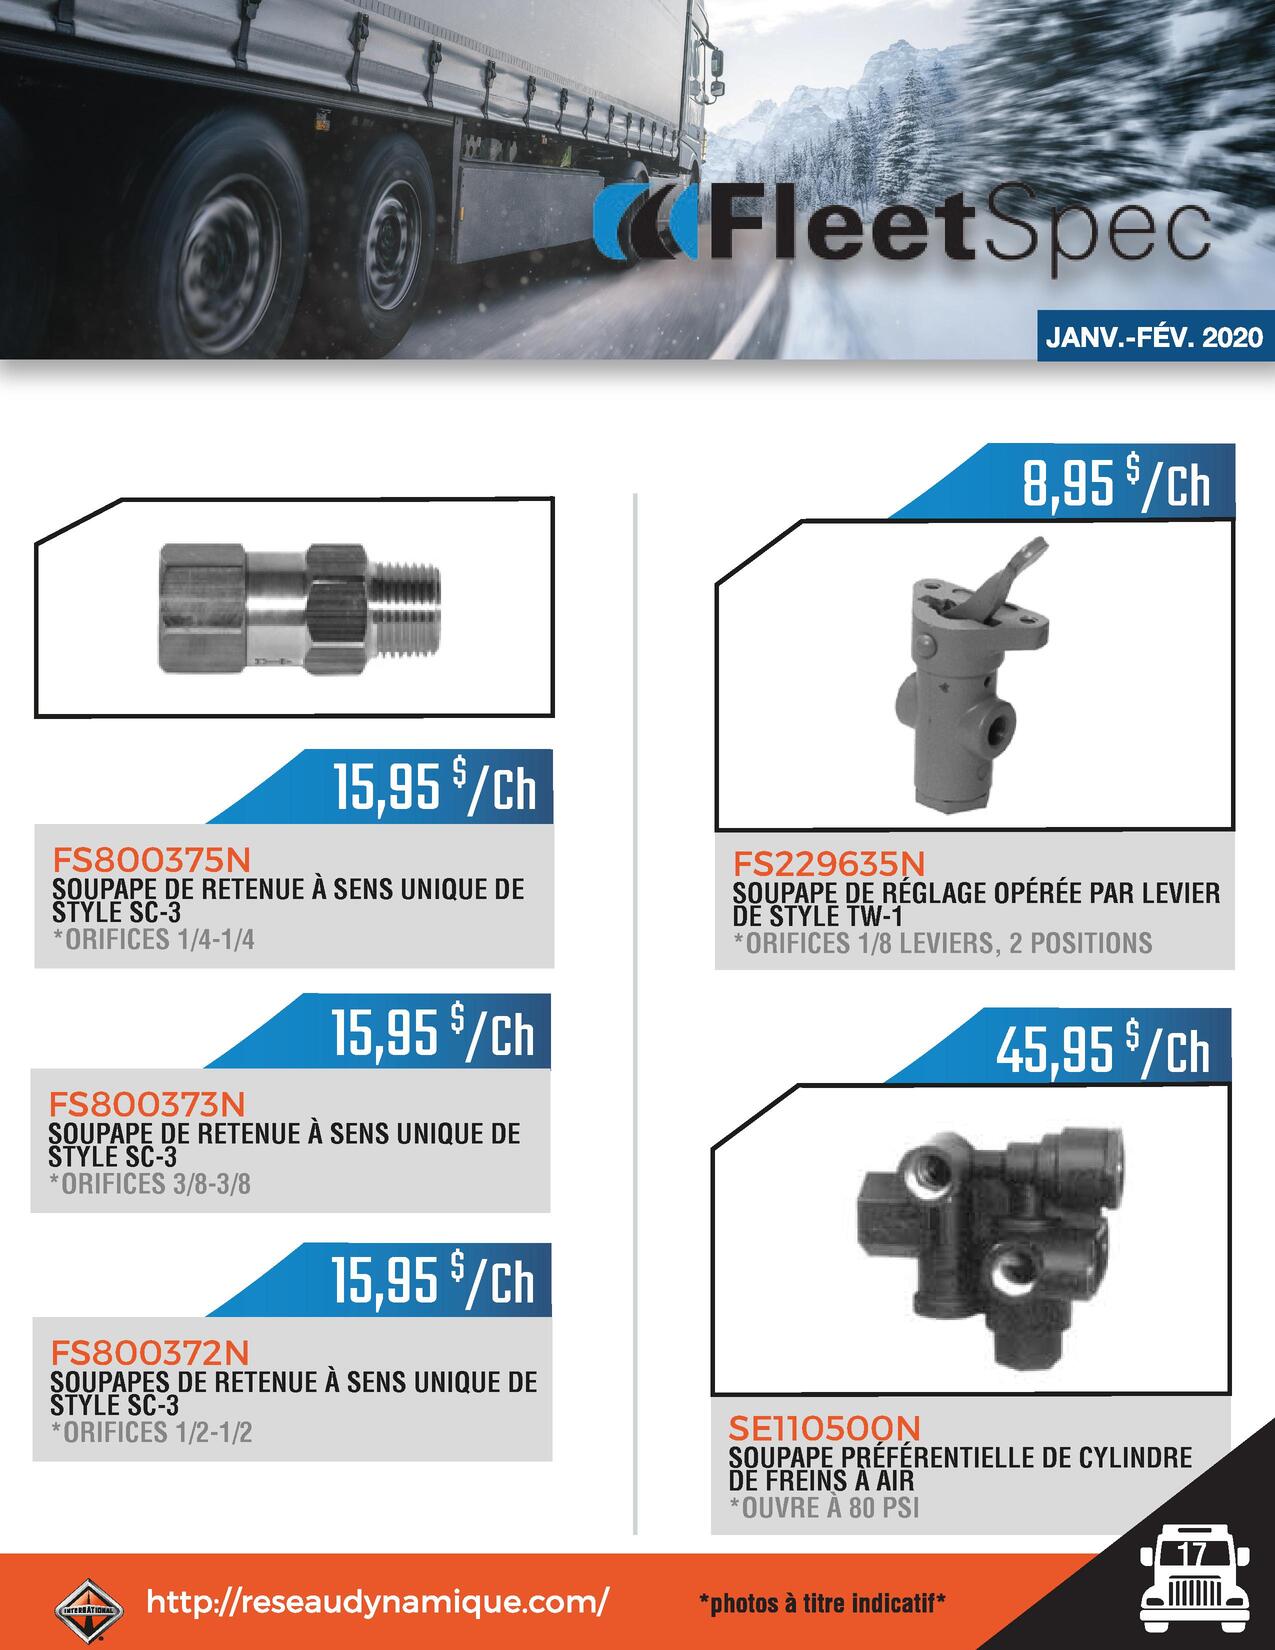 FleetSpec
JANV.-FÉV. 2020
15,95 $/Ch
FS800375N
SOUPAPE DE RETENUE À SENS UNIQUE DE
STYLE SC-3
*ORIFICES 1/4-1/4
15,95 $/Ch
FS800373N
SOUPAPE DE RETENUE À SENS UNIQUE DE
STYLE SC-3
*ORIFICES 3/8-3/8
15,95 $/Ch
FS800372N
SOUPAPES DE RETENUE À SENS UNIQUE DE
STYLE SC-3
*ORIFICES 1/2-1/2
8,95 $/Ch
FS229635N
SOUPAPE DE RÉGLAGE OPÉRÉE PAR LEVIER
DE STYLE TW-1
*ORIFICES 1/8 LEVIERS, 2 POSITIONS
45,95 $/Ch
SE110500N
SOUPAPE PRÉFÉRENTIELLE DE CYLINDRE
DE FREINS À AIR
*OUVRE À 80 PSI
INTERNATIONAL
http://reseaudynamique.com/
*photos à titre indicatif*
17